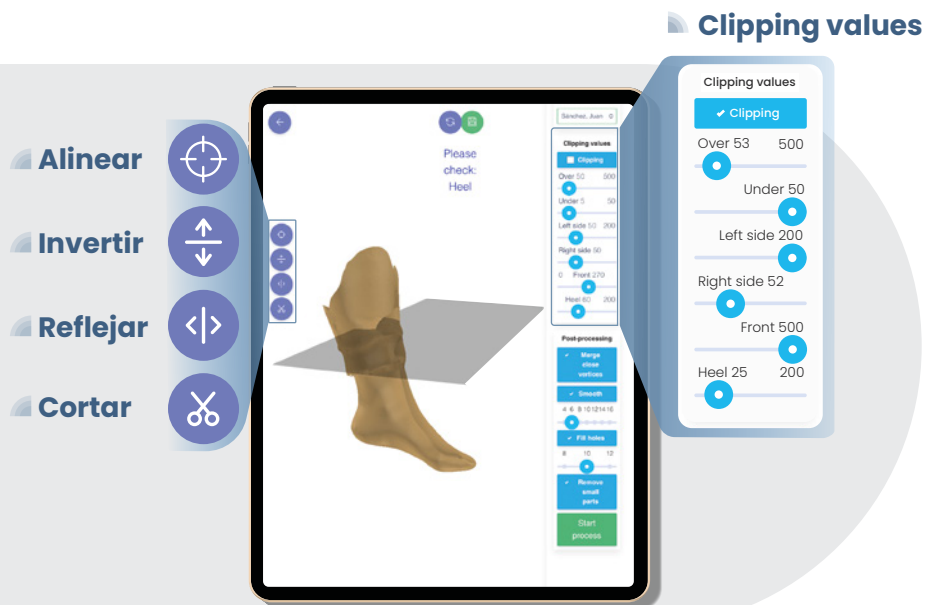 Clipping values
Alinear
Invertir
Reflejar
Cortar
Please
check:
Heel
Sánchez, Juan 0
Clipping values
Clipping
Over 50 500
Under 5 50
Left side 50 200
Right side 50
0 Front 270
Heel 60 200
Post-processing
Merge
close
vertices
Smooth
4 6 8 10 12 14 16
Fill holes
8 10 12
Remove
small
parts
Start
process
Clipping values
Clipping
Over 53 500
Under 50
Left side 200
Right side 52
Front 500
Heel 25 200